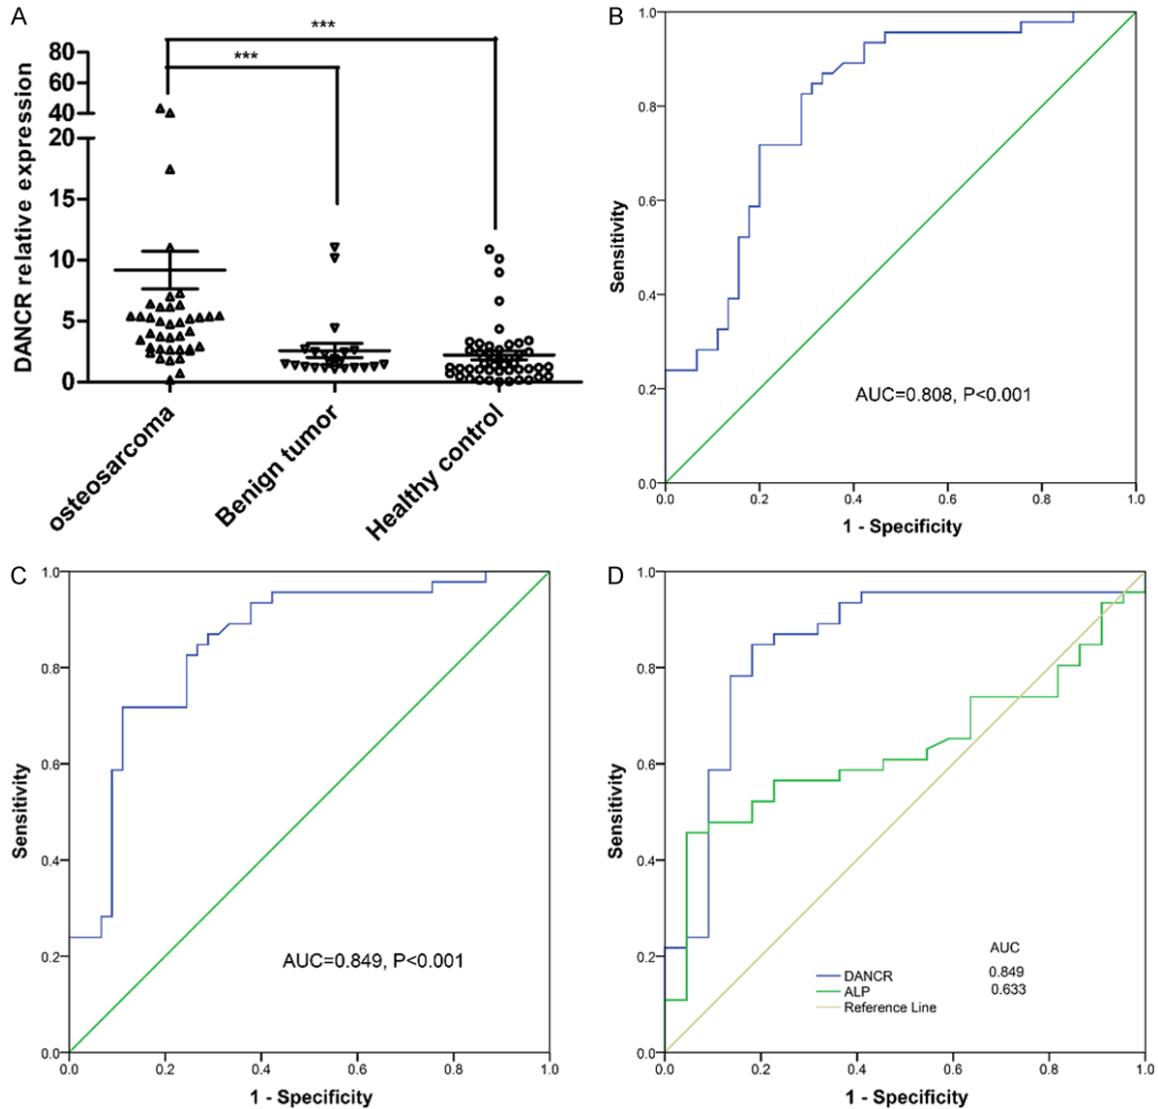 A
***
***
80
60
40
20
15
10
5
0
DANCR relative expression
osteosarcoma
Benign tumor
Healthy control
B
1.0
0.8
0.6
0.4
0.2
0.0
Sensitivity
AUC=0.808, P<0.001
0.0 0.2 0.4 0.6 0.8 1.0
1 - Specificity
C
1.0
0.8
0.6
0.4
0.2
0.0
Sensitivity
AUC=0.849, P<0.001
0.0 0.2 0.4 0.6 0.8 1.0
1 - Specificity
D
1.0
0.8
0.6
0.4
0.2
0.0
Sensitivity
AUC
DANCR 0.849
ALP 0.633
Reference Line
0.0 0.2 0.4 0.6 0.8 1.0
1 - Specificity